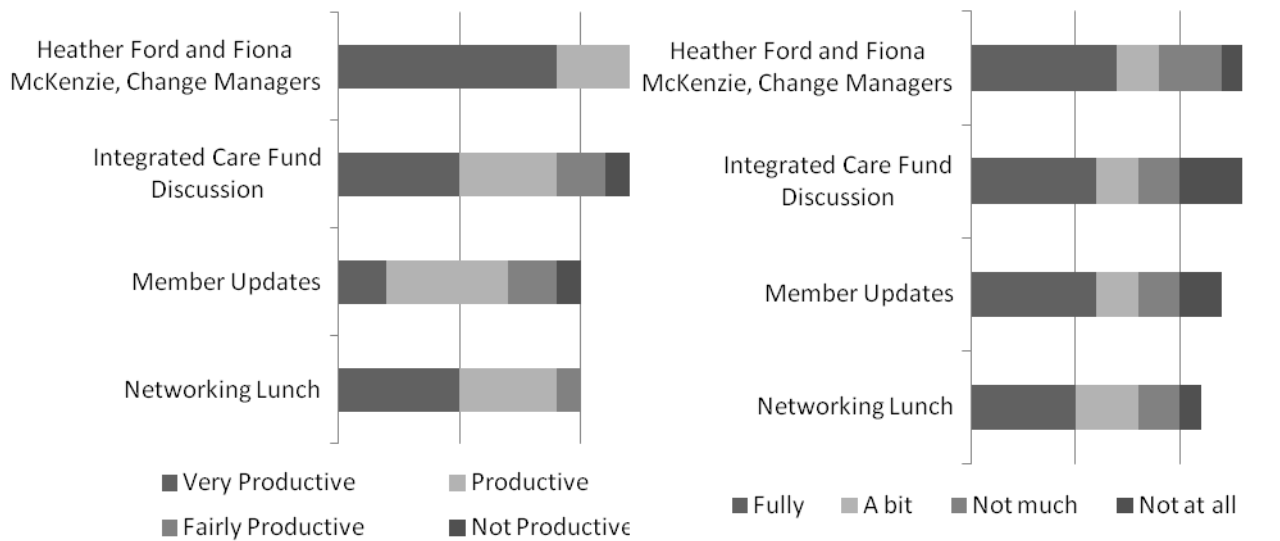 Heather Ford and Fiona
McKenzie, Change Managers
Integrated Care Fund
Discussion
Member Updates
Networking Lunch
Very Productive
Productive
Fairly Productive
Not Productive
Heather Ford and Fiona
McKenzie, Change Managers
Integrated Care Fund
Discussion
Member Updates
Networking Lunch
Fully
A bit
Not much
Not at all